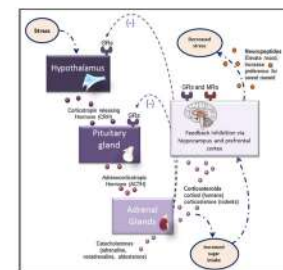 Stress
(-)
GRs
Hypothalamus
Corticotropic releasing
Hormone (CRH)
(-)
GRs
Pituitary
gland
Adrenocorticotropic
Hormone (ACTH)
Adrenal
Glands
Catecholamines
(adrenaline,
noradrenaline, aldosterone)
Increased
stress
Neuropeptides
Elevate mood,
Increase
preference for
sweet reward
GRs and MRs
Feedback inhibition via
hippocampus and prefrontal
cortex
Corticosteroids
cortisol (humans)
corticosterone (rodents)
Increased
sugar
intake